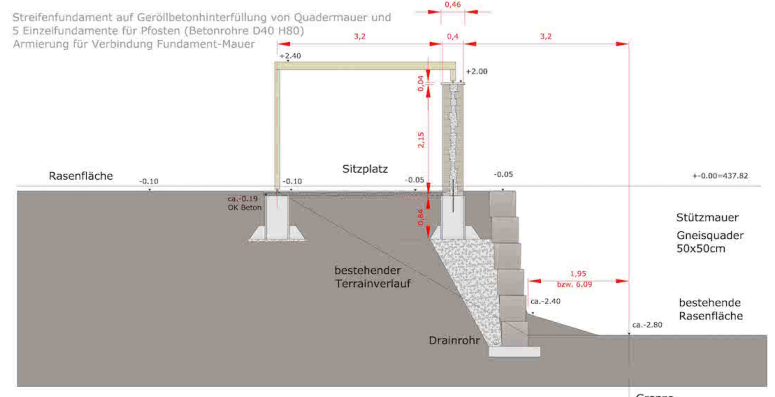 0,46
Streifenfundament auf Geröllbetonhinterfüllung von Quadermauer und
5 Einzelfundamente für Pfosten (Betonrohre D40 H80)
Armierung für Verbindung Fundament-Mauer
3,2
0,4
3,2
+2.40
+2.00
0,04
2,15
Rasenfläche
Sitzplatz
-0.10
-0.10
-0.05
-0.05
+-0.00=437.82
ca.-0.19
OK Beton
Stützmauer
Gneisquader
50x50cm
bestehender
Terrainverlauf
1,95
bzw. 6.09
ca.-2.40
bestehende
Rasenfläche
ca.-2.80
Drainrohr